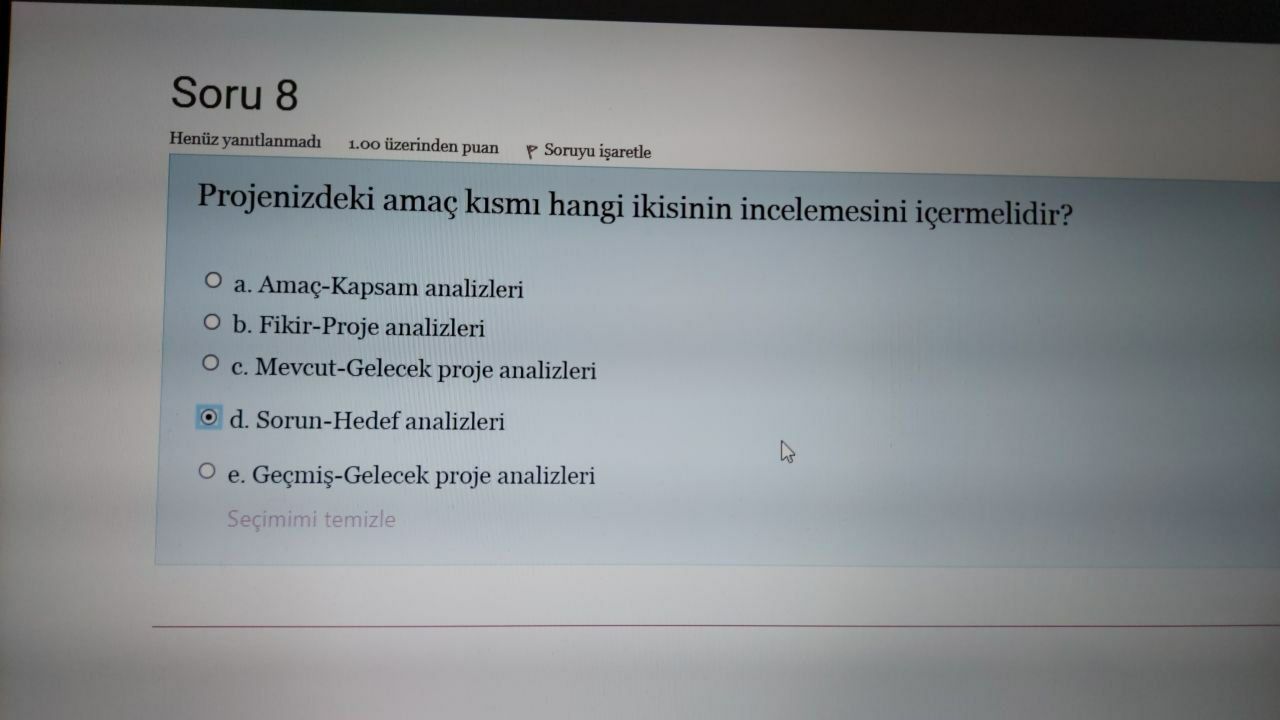 Soru 8
Henüz yanıtlanmadı 1.00 üzerinden puan Soruyu işaretle
Projenizdeki amaç kısmı hangi ikisinin incelemesini içermelidir?
a. Amaç-Kapsam analizleri
b. Fikir-Proje analizleri
c. Mevcut-Gelecek proje analizleri
d. Sorun-Hedef analizleri
e. Geçmiş-Gelecek proje analizleri
Seçimimi temizle